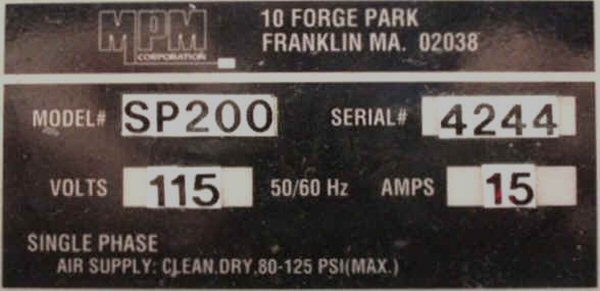 MPM
CORPORATION
10 FORGE PARK
FRANKLIN MA. 02038
MODEL# SP200 SERIAL# 4244
VOLTS 115 50/60 Hz AMPS 15
SINGLE PHASE
AIR SUPPLY: CLEAN,DRY,80-125 PSI(MAX.)